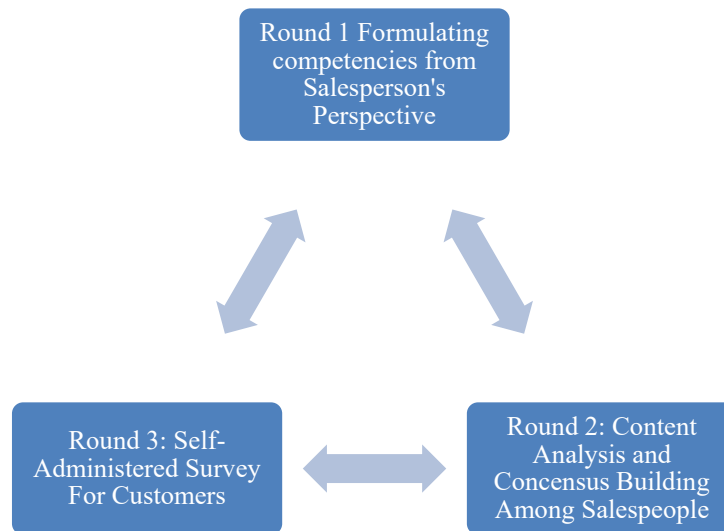 Round 1 Formulating
competencies from
Salesperson's
Perspective
Round 3: Self-
Administered Survey
For Customers
Round 2: Content
Analysis and
Concensus Building
Among Salespeople